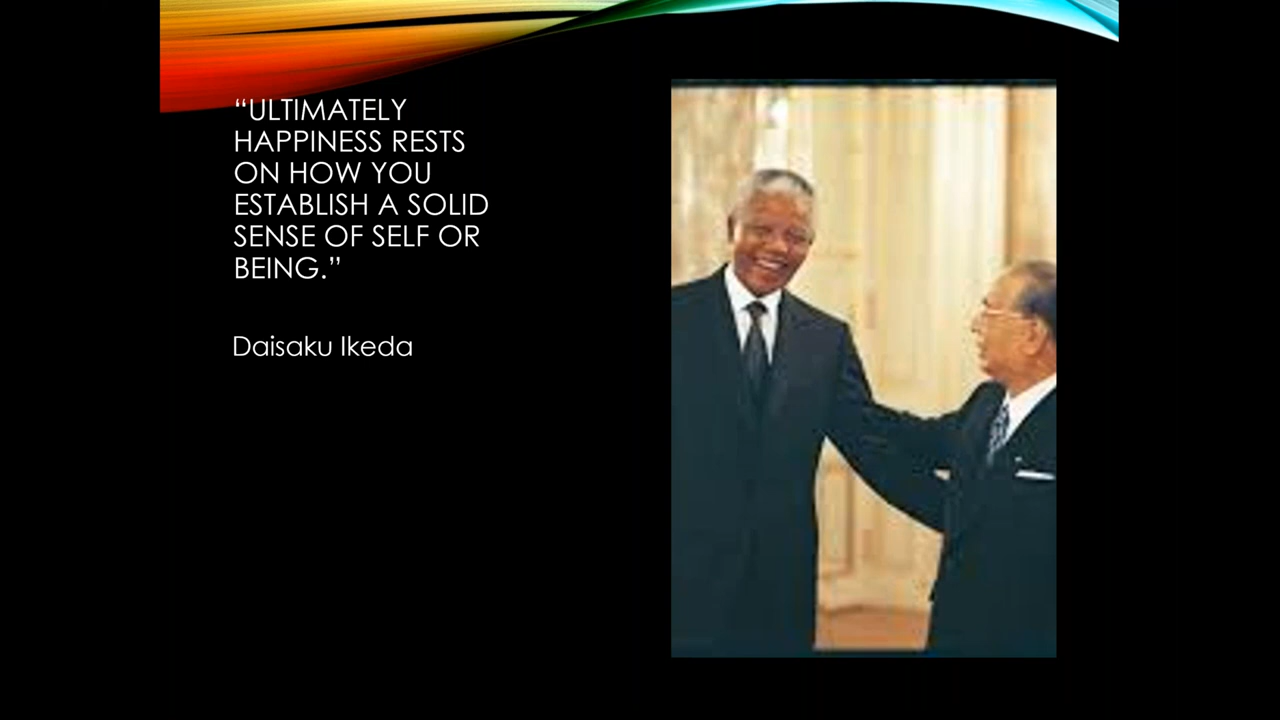 “ULTIMATELY
HAPPINESS RESTS
ON HOW YOU
ESTABLISH A SOLID
SENSE OF SELF OR
BEING.”
Daisaku Ikeda